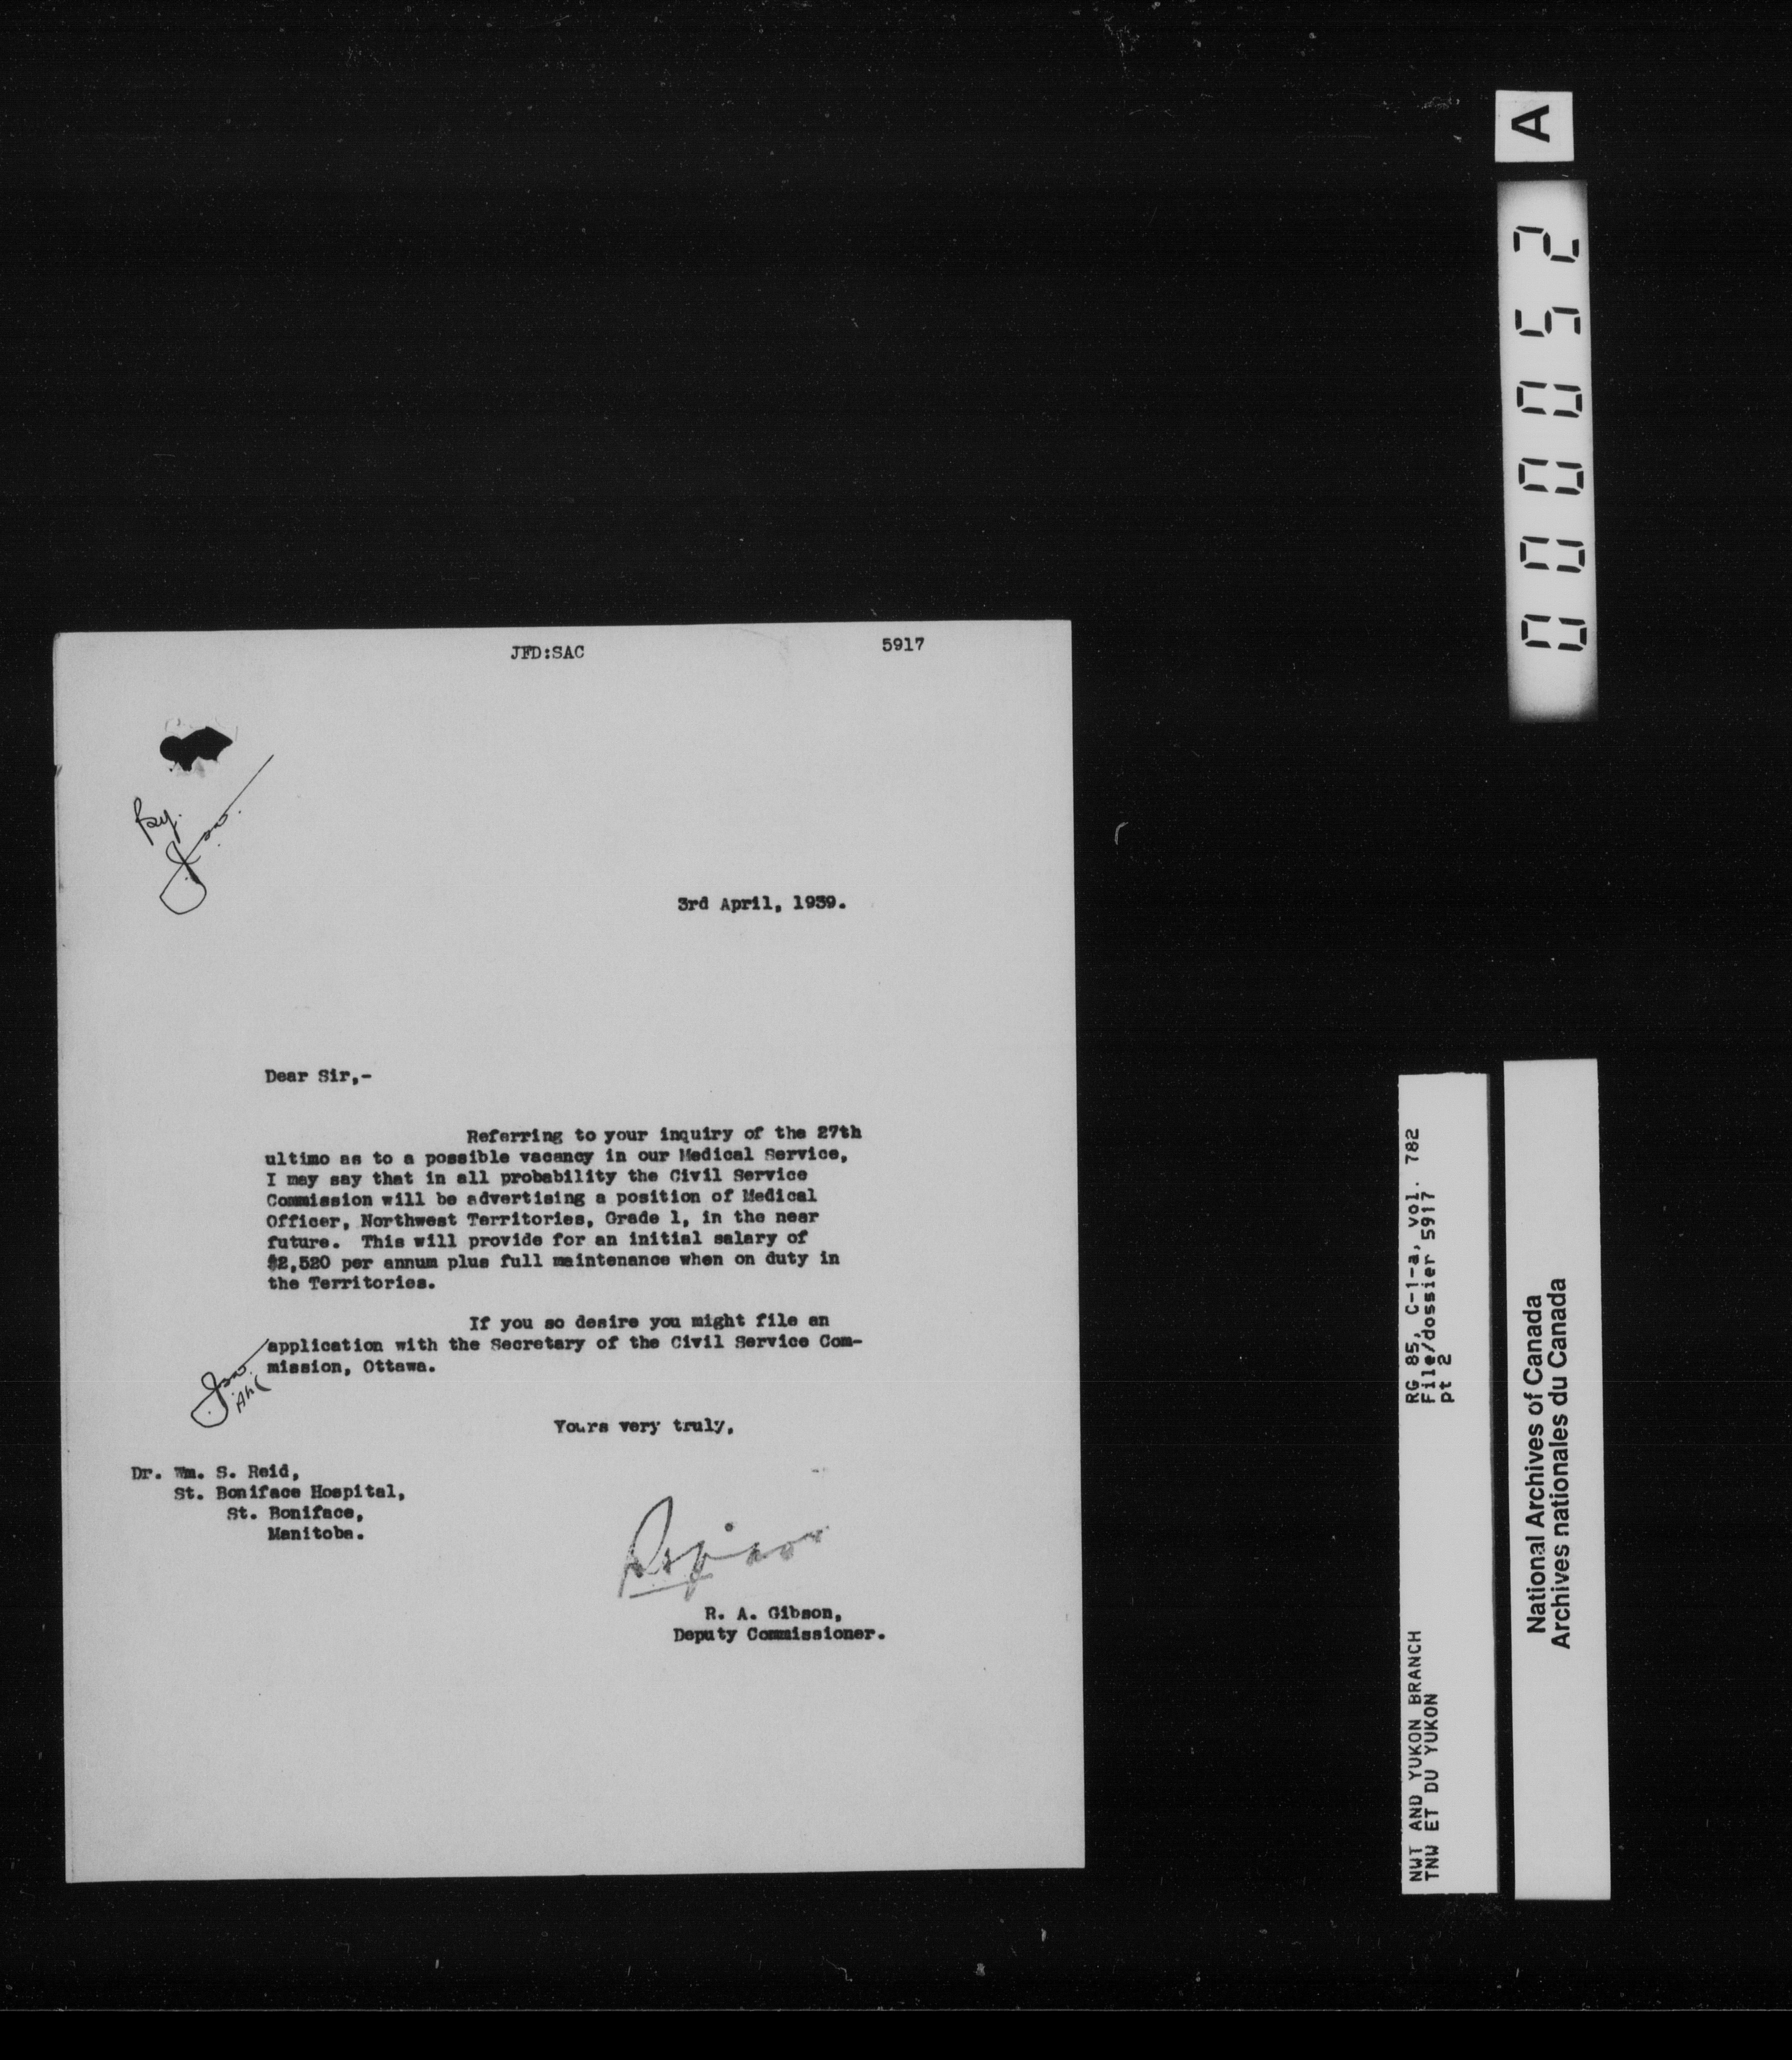 JFD:SAC 5917
3rd April, 1939.
Dear Sir,-
Referring to your inquiry of the 27th
ultimo as to a possible vacancy in our Medical Service,
I may say that in all probability the Civil Service
Commission will be advertising a position of Medical
Officer, Northwest Territories, Grade 1, in the near
future. This will provide for an initial salary of
$2,520 per annum plus full maintenance when on duty in
the Territories.
If you so desire you might file an
application with the Secretary of the Civil Service Com-
mission, Ottawa.
Yours very truly,
Dr. Wm. S. Reid,
St. Boniface Hospital,
St. Boniface,
Manitoba.
R. A. Gibson,
Deputy Commissioner.
A
000052
RG 85, C-1-a, vol. 782
File/dossier 5917
pt 2
NWT AND YUKON BRANCH
TNW ET DU YUKON
National Archives of Canada
Archives nationales du Canada